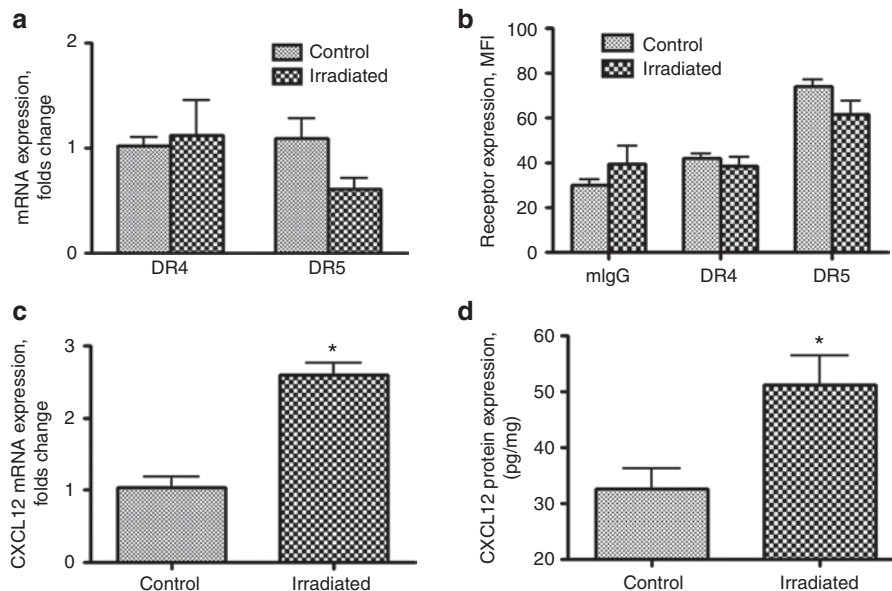 a
mRNA expression,
folds change
2
1
0
Control
Irradiated
DR4 DR5
b
Receptor expression, MFI
100
80
60
40
20
0
Control
Irradiated
mIgG DR4 DR5
c
CXCL12 mRNA expression,
folds change
3
2
1
0
*
Control Irradiated
d
CXCL12 protein expression,
(pg/mg)
60
50
40
30
20
*
Control Irradiated